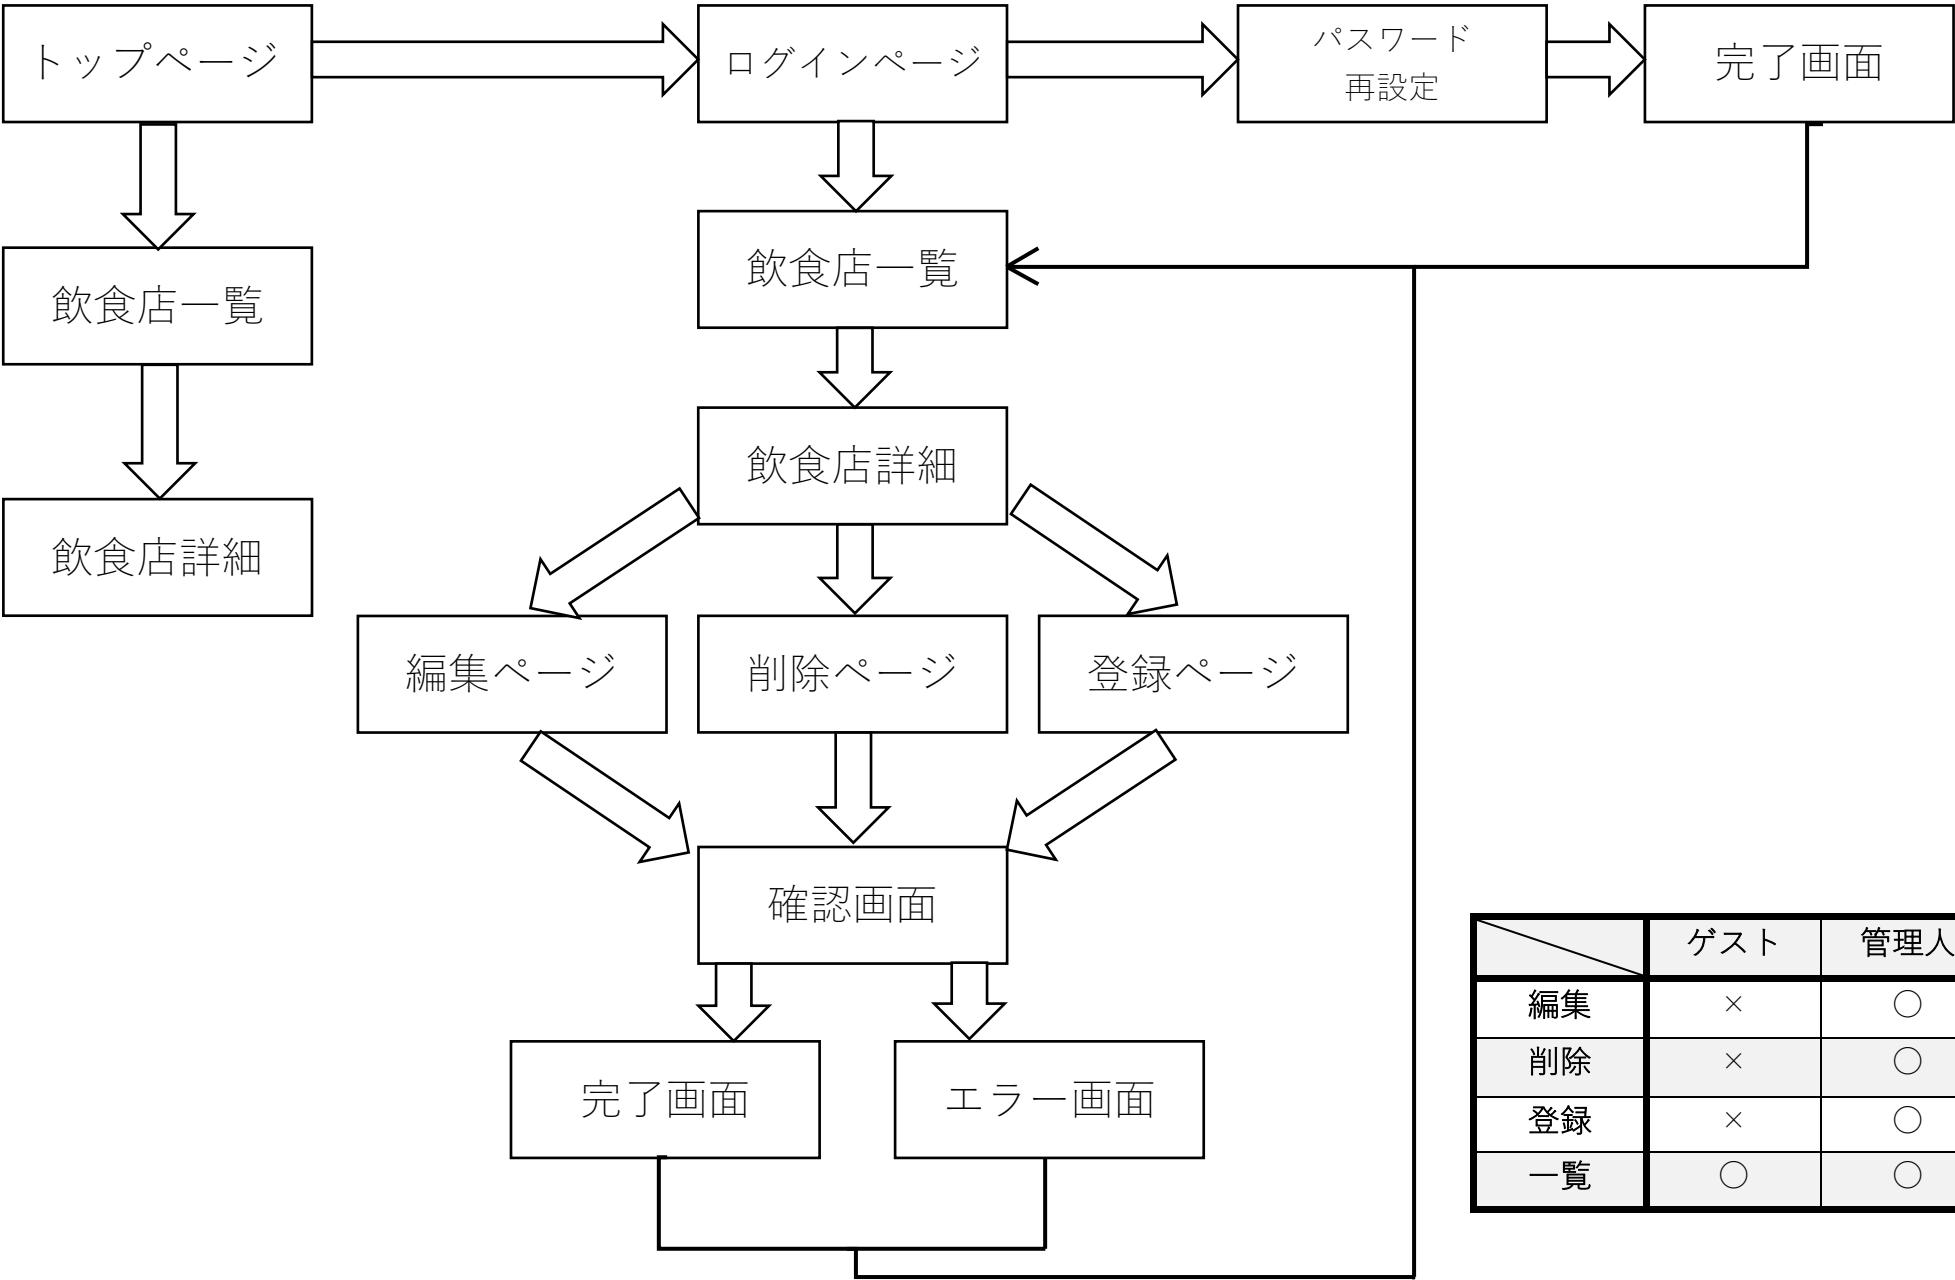 トップページ
ログインページ
パスワード
再設定
完了画面
飲食店一覧
飲食店一覧
飲食店詳細
飲食店詳細
編集ページ
削除ページ
登録ページ
確認画面
完了画面
エラー画面
ゲスト 管理人
編集 × ○
削除 × ○
登録 × ○
一覧 ○ ○